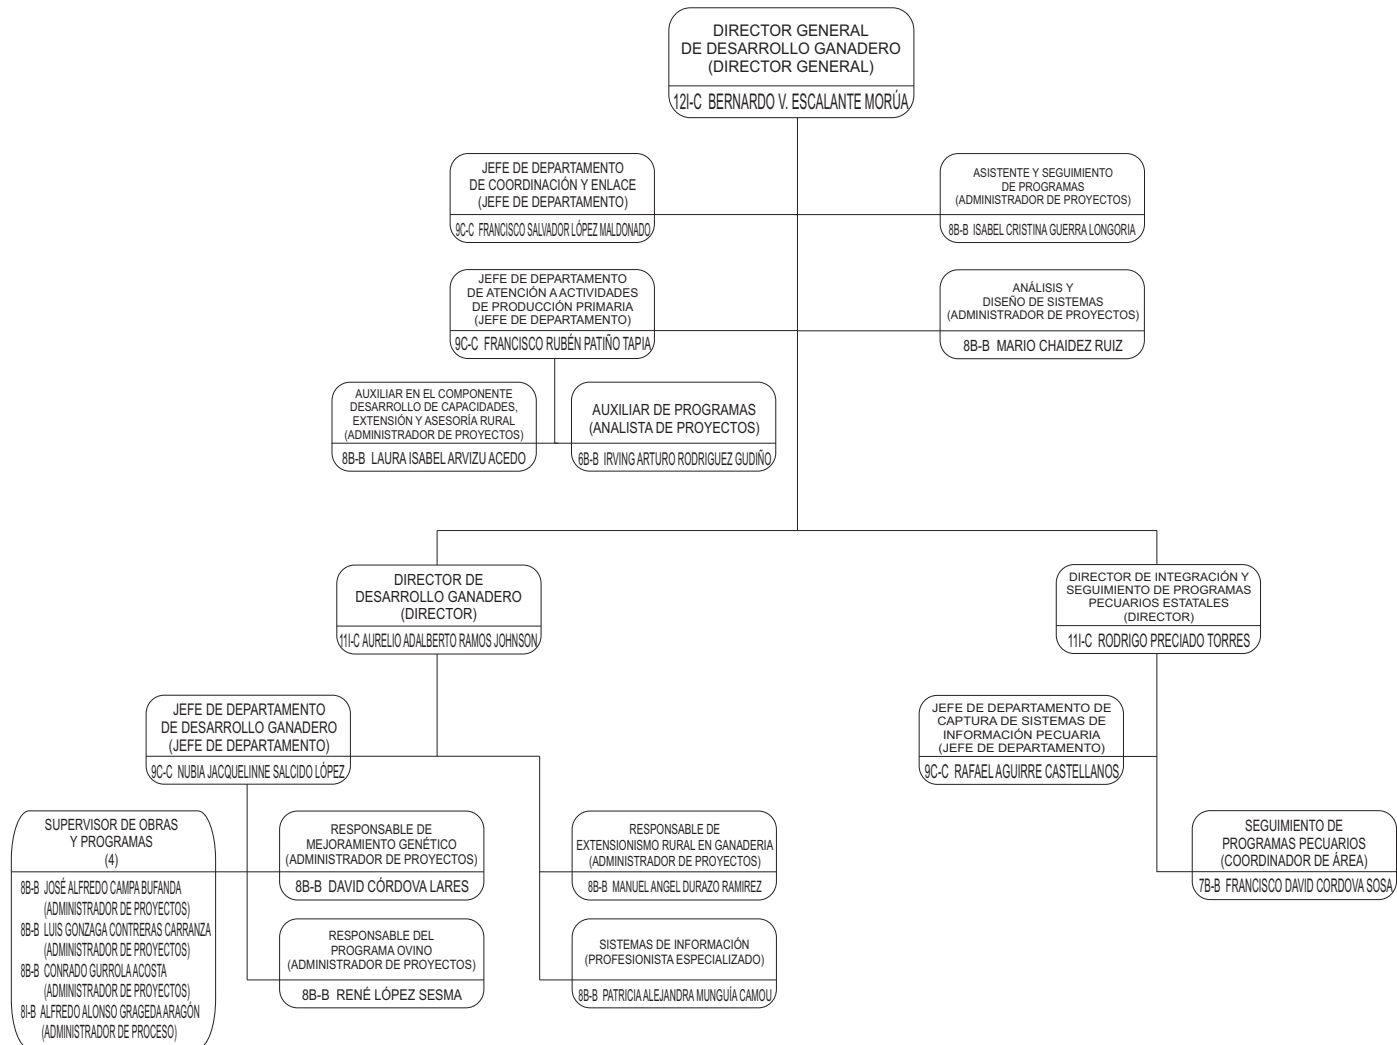 DIRECTOR GENERAL
DE DESARROLLO GANADERO
(DIRECTOR GENERAL)
12I-C BERNARDO V. ESCALANTE MORÚA
JEFE DE DEPARTAMENTO
DE COORDINACIÓN Y ENLACE
(JEFE DE DEPARTAMENTO)
9C-C FRANCISCO SALVADOR LÓPEZ MALDONADO
ASISTENTE Y SEGUIMIENTO
DE PROGRAMAS
(ADMINISTRADOR DE PROYECTOS)
8B-B ISABEL CRISTINA GUERRA LONGORIA
JEFE DE DEPARTAMENTO
DE ATENCIÓN A ACTIVIDADES
DE PRODUCCIÓN PRIMARIA
(JEFE DE DEPARTAMENTO)
9C-C FRANCISCO RUBÉN PATIÑO TAPIA
ANÁLISIS Y
DISEÑO DE SISTEMAS
(ADMINISTRADOR DE PROYECTOS)
8B-B MARIO CHAIDEZ RUIZ
AUXILIAR EN EL COMPONENTE
DESARROLLO DE CAPACIDADES,
EXTENSIÓN Y ASESORÍA RURAL
(ADMINISTRADOR DE PROYECTOS)
8B-B LAURA ISABEL ARVIZU ACEDO
AUXILIAR DE PROGRAMAS
(ANALISTA DE PROYECTOS)
6B-B IRVING ARTURO RODRIGUEZ GUDIÑO
DIRECTOR DE
DESARROLLO GANADERO
(DIRECTOR)
11I-C AURELIO ADALBERTO RAMOS JOHNSON
DIRECTOR DE INTEGRACIÓN Y
SEGUIMIENTO DE PROGRAMAS
PECUARIOS ESTATALES
(DIRECTOR)
11I-C RODRIGO PRECIADO TORRES
JEFE DE DEPARTAMENTO
DE DESARROLLO GANADERO
(JEFE DE DEPARTAMENTO)
9C-C NUBIA JACQUELINNE SALCIDO LÓPEZ
JEFE DE DEPARTAMENTO DE
CAPTURA DE SISTEMAS DE
INFORMACIÓN PECUARIA
(JEFE DE DEPARTAMENTO)
9C-C RAFAEL AGUIRRE CASTELLANOS
SUPERVISOR DE OBRAS
Y PROGRAMAS
(4)
8B-B JOSÉ ALFREDO CAMPA BUFANDA
(ADMINISTRADOR DE PROYECTOS)
8B-B LUIS GONZAGA CONTRERAS CARRANZA
(ADMINISTRADOR DE PROYECTOS)
8B-B CONRADO GURROLA ACOSTA
(ADMINISTRADOR DE PROYECTOS)
8I-B ALFREDO ALONSO GRAGEDA ARAGÓN
(ADMINISTRADOR DE PROCESO)
RESPONSABLE DE
MEJORAMIENTO GENÉTICO
(ADMINISTRADOR DE PROYECTOS)
8B-B DAVID CÓRDOVA LARES
RESPONSABLE DE
EXTENSIONISMO RURAL EN GANADERIA
(ADMINISTRADOR DE PROYECTOS)
8B-B MANUEL ANGEL DURAZO RAMIREZ
SEGUIMIENTO DE
PROGRAMAS PECUARIOS
(COORDINADOR DE ÁREA)
7B-B FRANCISCO DAVID CORDOVA SOSA
RESPONSABLE DEL
PROGRAMA OVINO
(ADMINISTRADOR DE PROYECTOS)
8B-B RENÉ LÓPEZ SESMA
SISTEMAS DE INFORMACIÓN
(PROFESIONISTA ESPECIALIZADO)
8B-B PATRICIA ALEJANDRA MUNGUÍA CAMOU